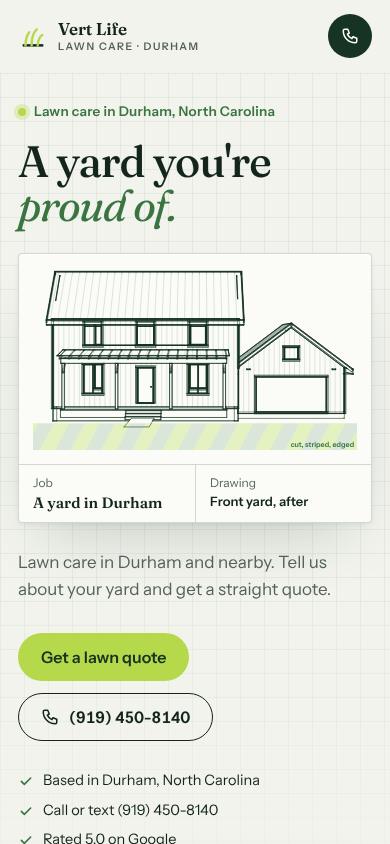 Vert Life
LAWN CARE · DURHAM
Lawn care in Durham, North Carolina
A yard you're
proud of.
cut, striped, edged
Job
A yard in Durham
Drawing
Front yard, after
Lawn care in Durham and nearby. Tell us
about your yard and get a straight quote.
Get a lawn quote
(919) 450-8140
Based in Durham, North Carolina
Call or text (919) 450-8140
Rated 5.0 on Google